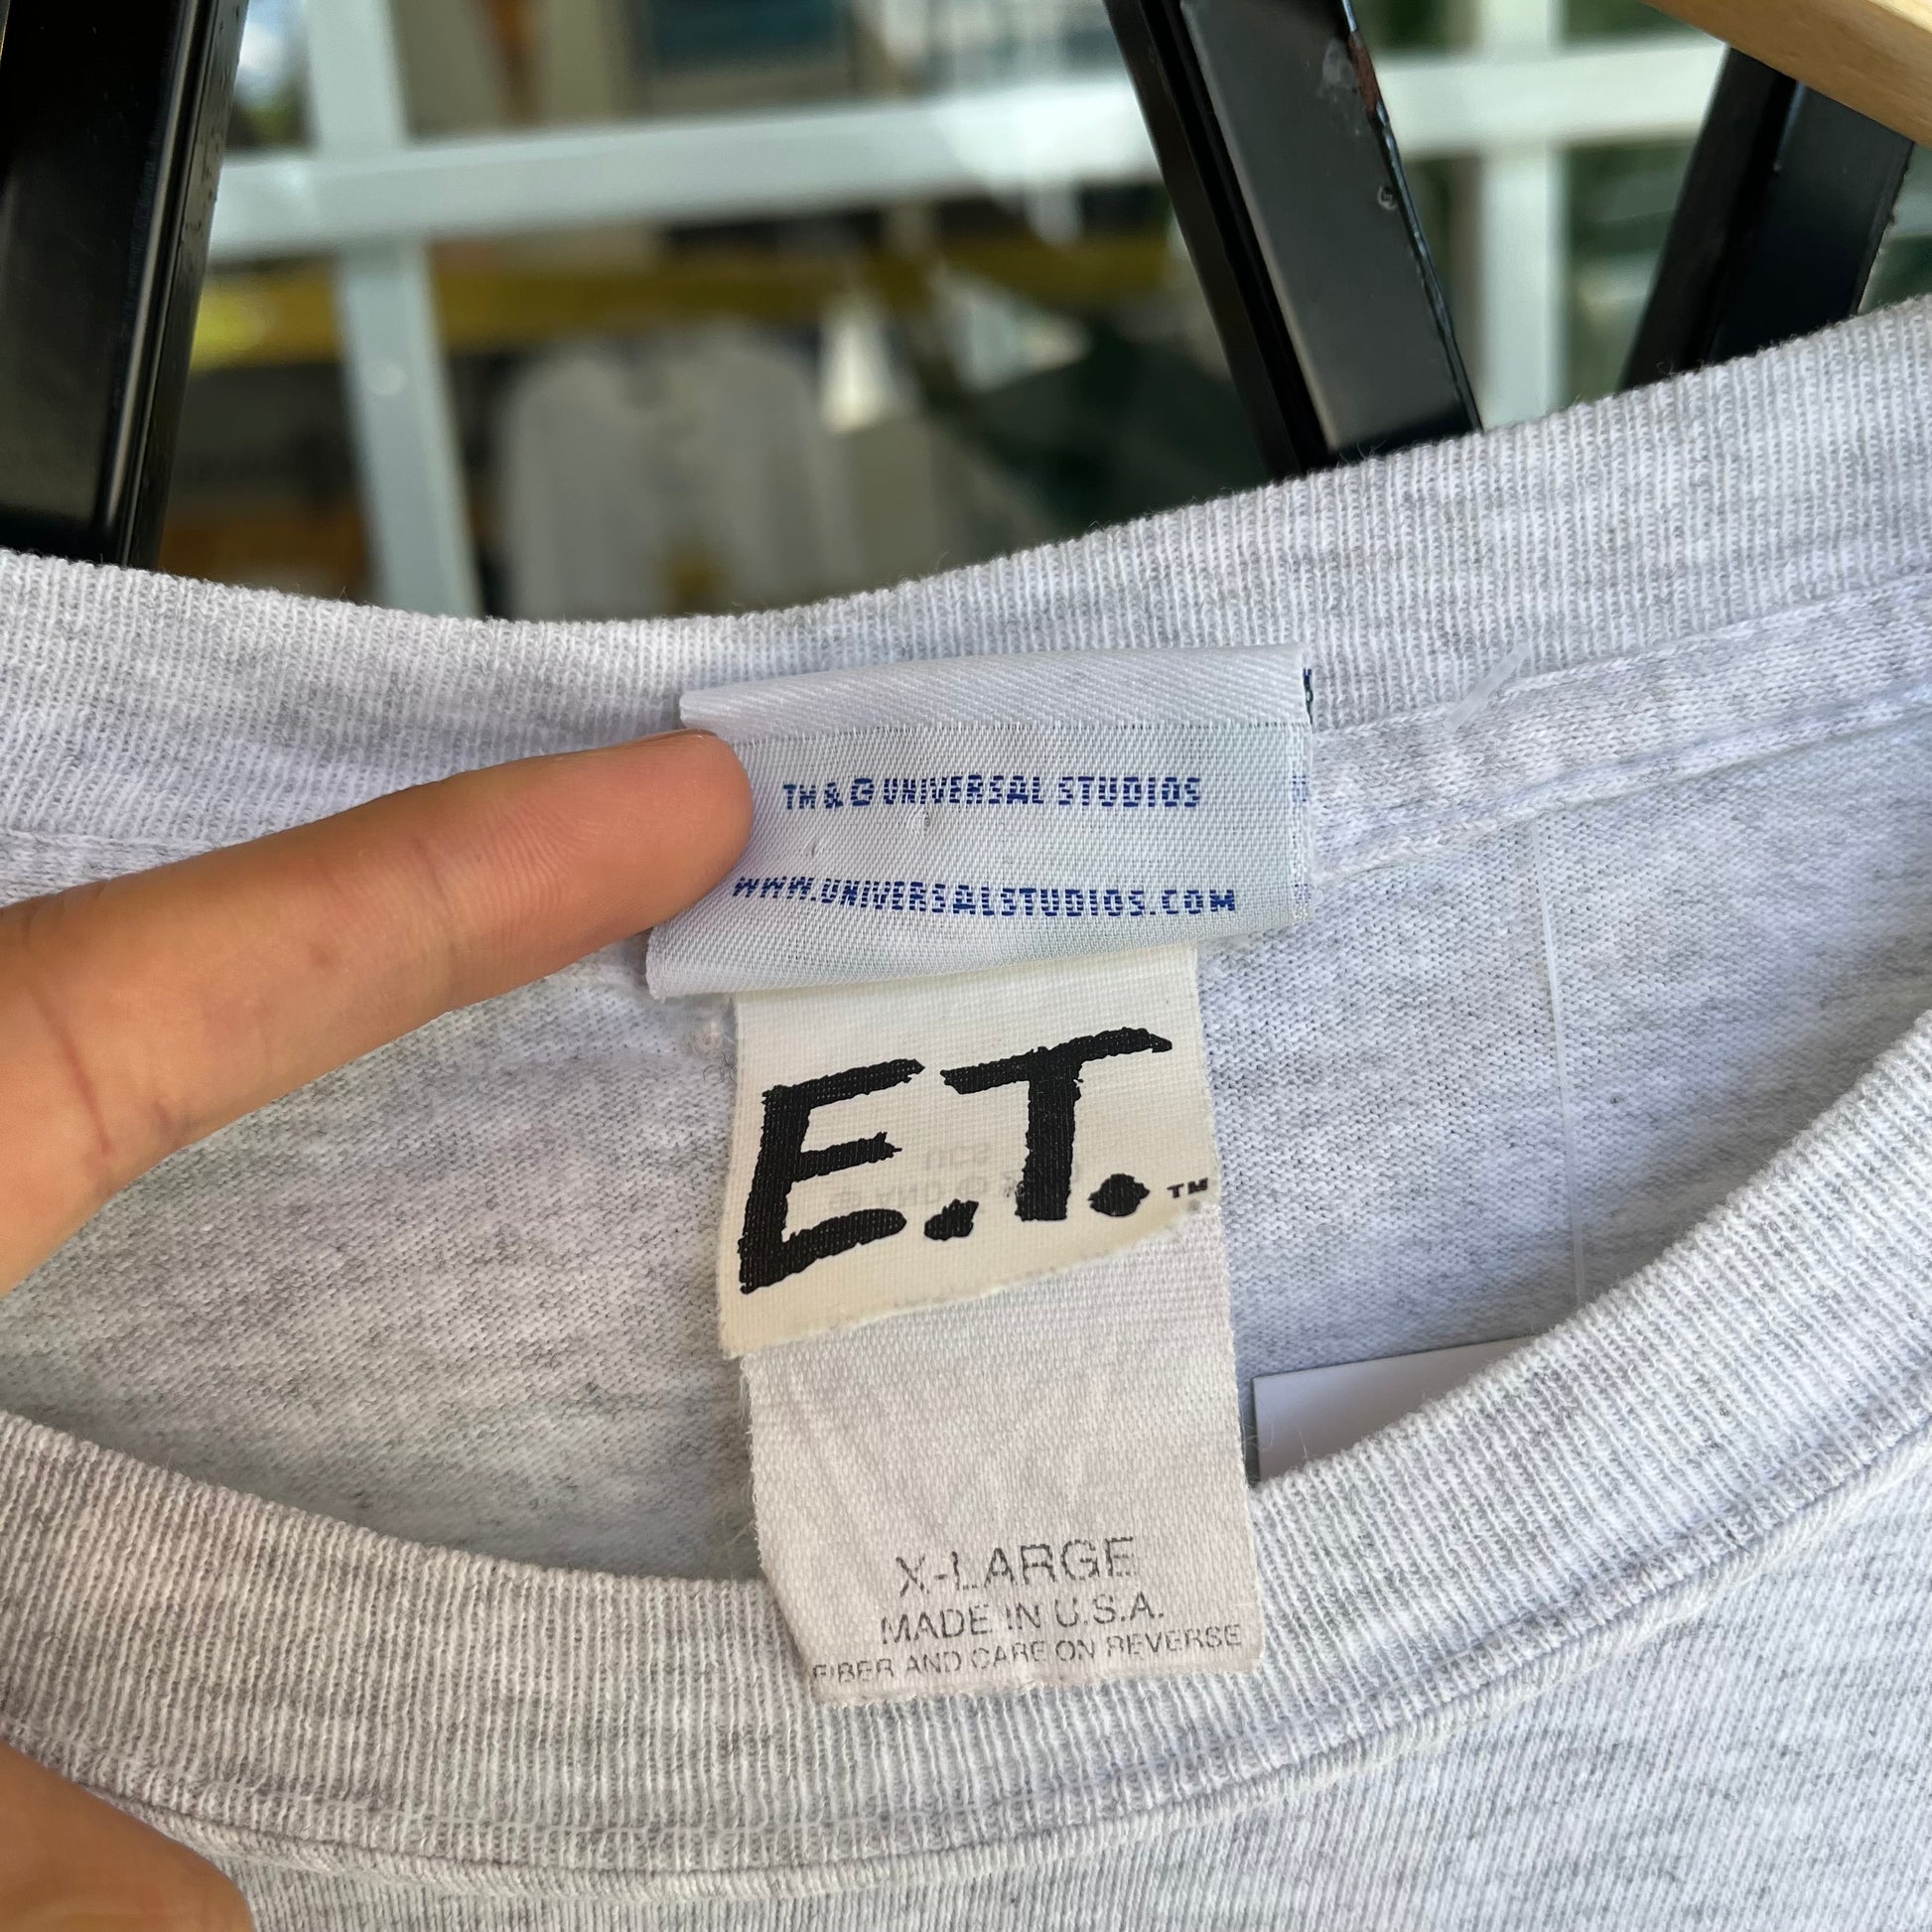 TM & © UNIVERSAL STUDIOS
WWW.UNIVERSALSTUDIOS.COM
E.T.™
X-LARGE
MADE IN U.S.A.
FIBER AND CARE ON REVERSE